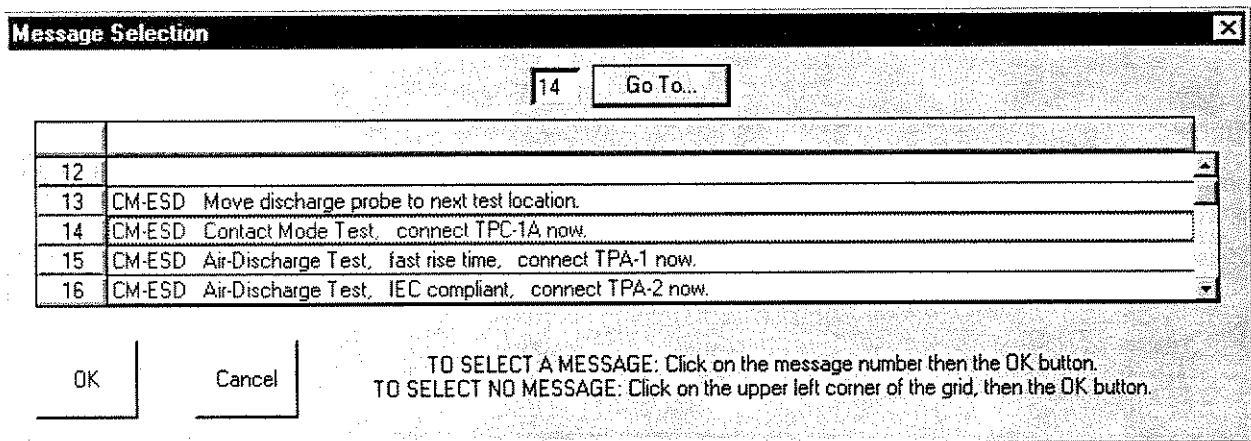 Message Selection
14 Go To...
12
13 CM-ESD Move discharge probe to next test location.
14 CM-ESD Contact Mode Test, connect TPC-1A now.
15 CM-ESD Air-Discharge Test, fast rise time, connect TPA-1 now.
16 CM-ESD Air-Discharge Test, IEC compliant, connect TPA-2 now.
OK
Cancel
TO SELECT A MESSAGE: Click on the message number then the OK button.
TO SELECT NO MESSAGE: Click on the upper left corner of the grid, then the OK button.